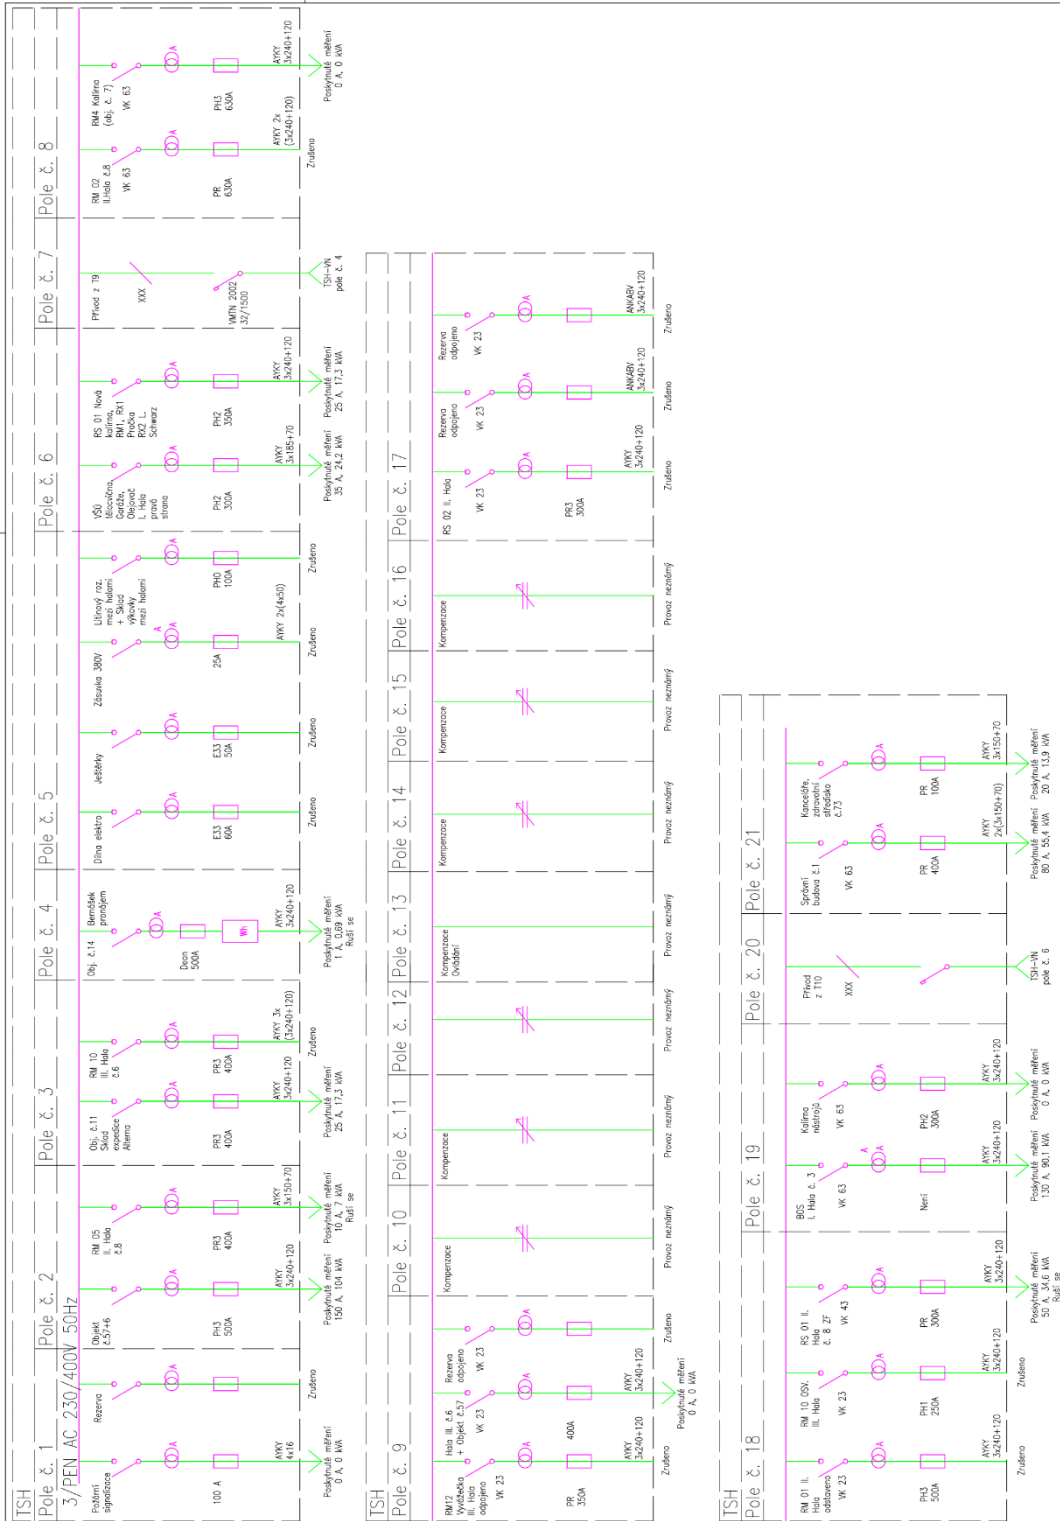 TSH
Pole č. 1
Pole č. 2
Pole č. 3
Pole č. 4
Pole č. 5
Pole č. 6
Pole č. 7
Pole č. 8
3/PEN AC 230/400V 50Hz
Požární
signalizace
100 A
AYKY
4x16
Poskytnuté měření
0 A, 0 kVA
Rezerva
Zrušeno
Objekt
č.57+6
PH3
500A
AYKY
3x240+120
Poskytnuté měření
150 A, 104 kVA
RM 05
II. Hala
č.8
PR3
400A
AYKY
3x150+70
Poskytnuté měření
10 A, 7 kVA
Ruší se
Obj. č.11
Sklad
expedice
Alterna
PR3
400A
AYKY
3x240+120
Poskytnuté měření
25 A, 17,3 kVA
RM 10
III. Hala
č.6
PR3
400A
AYKY 3x
(3x240+120)
Zrušeno
Obj. č.14
Bernášek
pronájem
Deon
500A
Wh
AYKY
3x240+120
Poskytnuté měření
1 A, 0,69 kVA
Ruší se
Dílna elektro
E33
60A
Zrušeno
Ještěrky
E33
50A
Zrušeno
Zásuvka 380V
A
25A
AYKY 2x(4x50)
Zrušeno
Litinový roz.
mezi halami
+ Sklad
výkovky
mezi halami
PH0
100A
Zrušeno
VŠÚ
tělocvična,
Garáže,
Olejovač
I. Hala
pravá
strana
PH2
300A
AYKY
3x185+70
Poskytnuté měření
35 A, 24,2 kVA
RS 01 Nová
kalírna,
RM1, RX1
Pračka
RX2 L.
Schwarz
PH2
350A
AYKY
3x240+120
Poskytnuté měření
25 A, 17,3 kVA
Přívod z T9
XXX
VMTN 2002
32/1500
TSH-VN
pole č. 4
RM 02
II.Hala č.8
VK 63
PR
630A
AYKY 2x
(3x240+120)
Zrušeno
RM4 Kalírna
(obj. č. 7)
VK 63
PH3
630A
AYKY
3x240+120
Poskytnuté měření
0 A, 0 kVA
TSH
Pole č. 9
Pole č. 10
Pole č. 11
Pole č. 12
Pole č. 13
Pole č. 14
Pole č. 15
Pole č. 16
Pole č. 17
RM12
Vyvážečka
III. Hala
odpojeno
VK 23
PR
350A
AYKY
3x240+120
Zrušeno
Hala III. č.6
+ Objekt č.57
VK 23
400A
AYKY
3x240+120
Poskytnuté měření
0 A, 0 kVA
Rezerva
odpojeno
VK 23
Zrušeno
Kompenzace
Provoz neznámý
Kompenzace
Provoz neznámý
Kompenzace
Provoz neznámý
Kompenzace
Ovládání
Provoz neznámý
Kompenzace
Provoz neznámý
Kompenzace
Provoz neznámý
Kompenzace
Provoz neznámý
RS 02 II. Hala
VK 23
PR3
300A
AYKY
3x240+120
Zrušeno
Rezerva
odpojeno
VK 23
ANKABV
3x240+120
Zrušeno
Rezerva
odpojeno
VK 23
ANKABV
3x240+120
Zrušeno
TSH
Pole č. 18
Pole č. 19
Pole č. 20
Pole č. 21
RM 01 II.
Hala
odstaveno
VK 23
PH3
500A
AYKY
3x240+120
Zrušeno
RM 10 OSV.
III. Hala
VK 23
PH1
250A
AYKY
3x240+120
Zrušeno
RS 01 II.
Hala
č. 8 ZF
VK 43
PR
300A
AYKY
3x240+120
Poskytnuté měření
50 A, 34,6 kVA
Ruší se
BOS
I. Hala č. 3
VK 63
A
Není
AYKY
3x240+120
Poskytnuté měření
130 A, 90,1 kVA
Kalírna
nástrojů
VK 63
PH2
300A
AYKY
3x240+120
Poskytnuté měření
0 A, 0 kVA
Přívod
z T10
XXX
TSH-VN
pole č. 6
Správní
budova č.1
VK 63
PR
400A
AYKY
2x(3x150+70)
Poskytnuté měření
80 A, 55,4 kVA
Kanceláře,
zdravotní
středisko
č.73
PR
100A
AYKY
3x150+70
Poskytnuté měření
20 A, 13,9 kVA